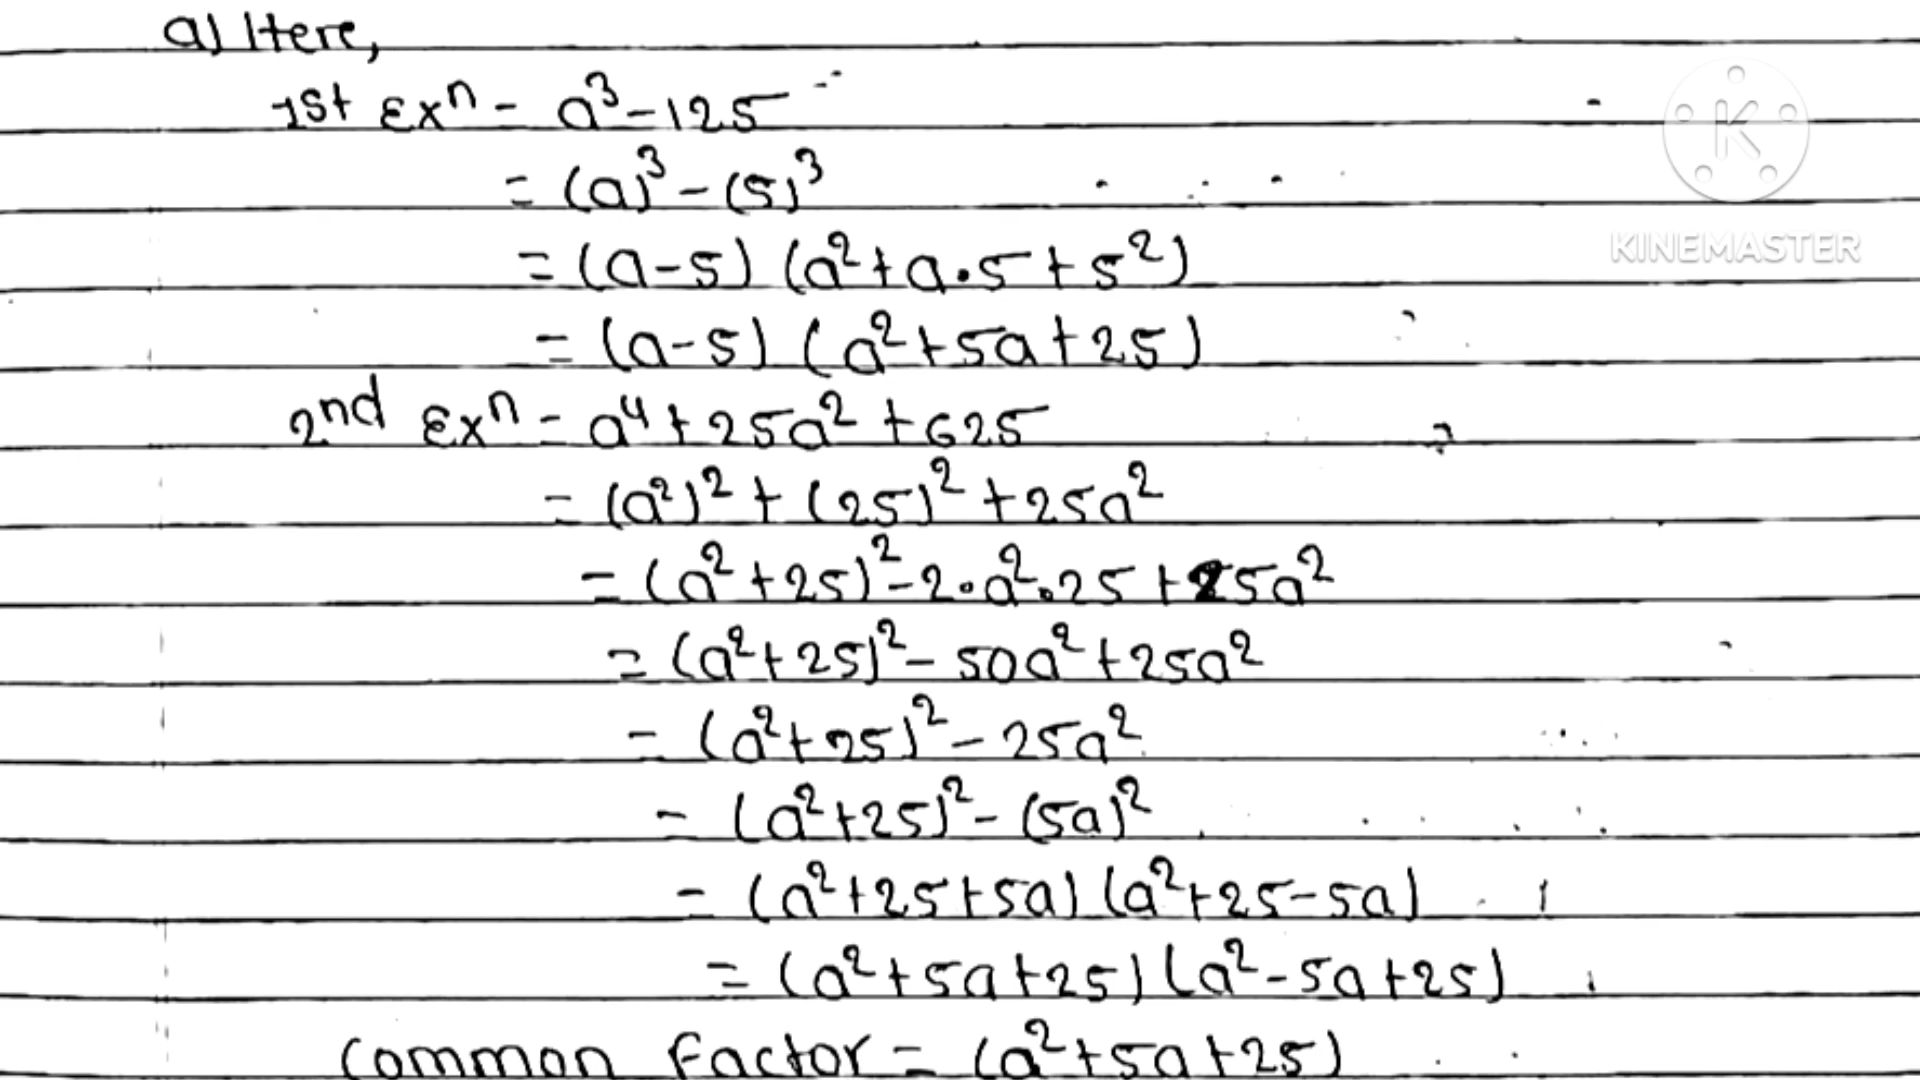 a) Here,
1st Exⁿ = a³-125
= (a)³-(5)³
= (a-5) (a²+a.5+5²)
= (a-5) (a²+5a+25)
2nd Exⁿ = a⁴+25a²+625
= (a²)²+(25)²+25a²
= (a²+25)²-2.a².25+25a²
= (a²+25)²-50a²+25a²
= (a²+25)²-25a²
= (a²+25)²-(5a)²
= (a²+25+5a) (a²+25-5a)
= (a²+5a+25) (a²-5a+25)
Common Factor = (a²+5a+25)
K
KINEMASTER